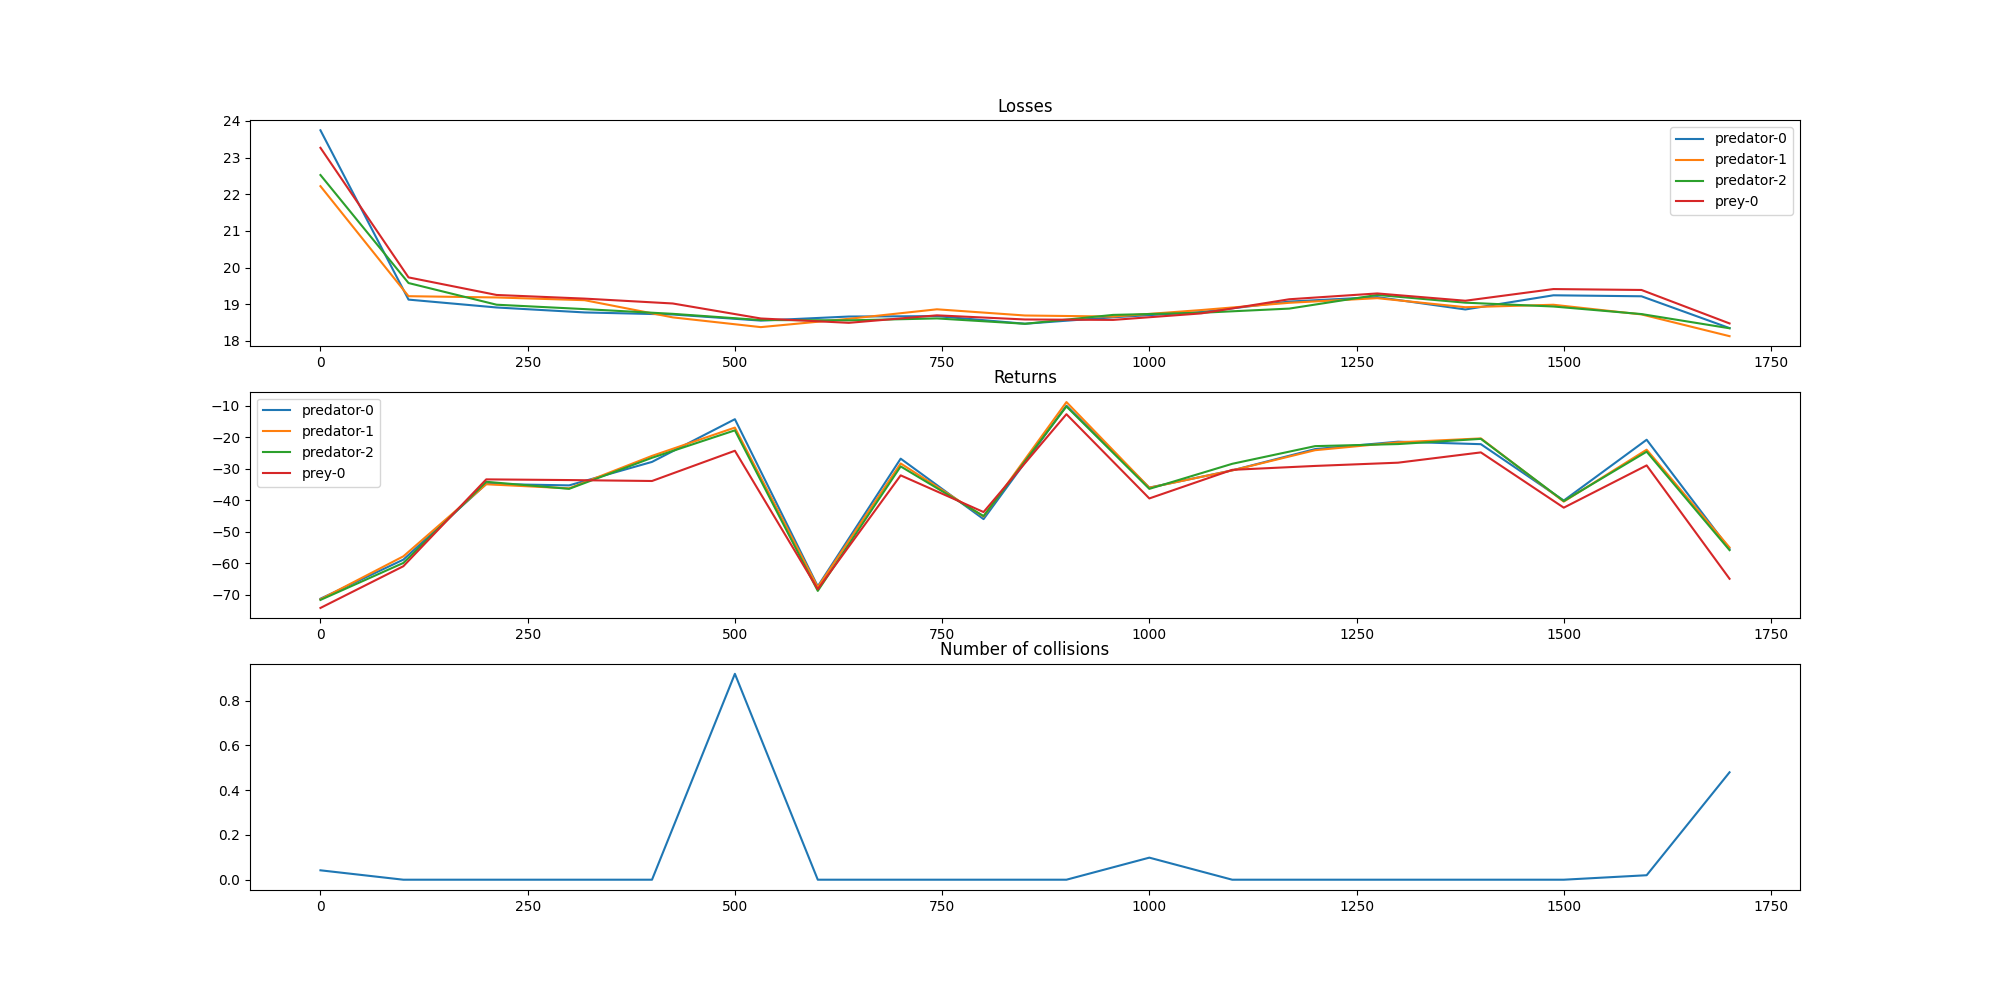 Losses
24
23
22
21
20
19
18
predator-0
predator-1
predator-2
prey-0
0 250 500 750 1000 1250 1500 1750
Returns
−10
−20
−30
−40
−50
−60
−70
predator-0
predator-1
predator-2
prey-0
0 250 500 750 1000 1250 1500 1750
Number of collisions
0.8
0.6
0.4
0.2
0.0
0 250 500 750 1000 1250 1500 1750